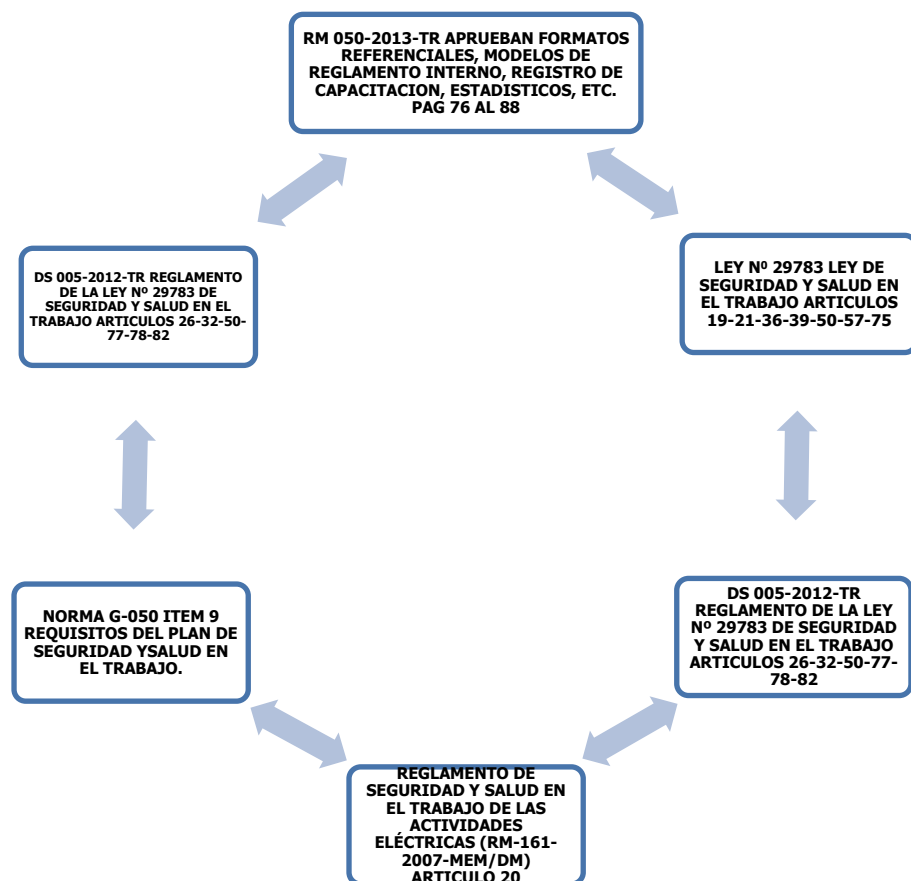 RM 050-2013-TR APRUEBAN FORMATOS
REFERENCIALES, MODELOS DE
REGLAMENTO INTERNO, REGISTRO DE
CAPACITACION, ESTADISTICOS, ETC.
PAG 76 AL 88
LEY Nº 29783 LEY DE
SEGURIDAD Y SALUD EN
EL TRABAJO ARTICULOS
19-21-36-39-50-57-75
DS 005-2012-TR
REGLAMENTO DE LA LEY
Nº 29783 DE SEGURIDAD
Y SALUD EN EL TRABAJO
ARTICULOS 26-32-50-77-
78-82
REGLAMENTO DE
SEGURIDAD Y SALUD EN
EL TRABAJO DE LAS
ACTIVIDADES
ELÉCTRICAS (RM-161-
2007-MEM/DM)
ARTICULO 20
NORMA G-050 ITEM 9
REQUISITOS DEL PLAN DE
SEGURIDAD YSALUD EN
EL TRABAJO.
DS 005-2012-TR REGLAMENTO
DE LA LEY Nº 29783 DE
SEGURIDAD Y SALUD EN EL
TRABAJO ARTICULOS 26-32-50-
77-78-82